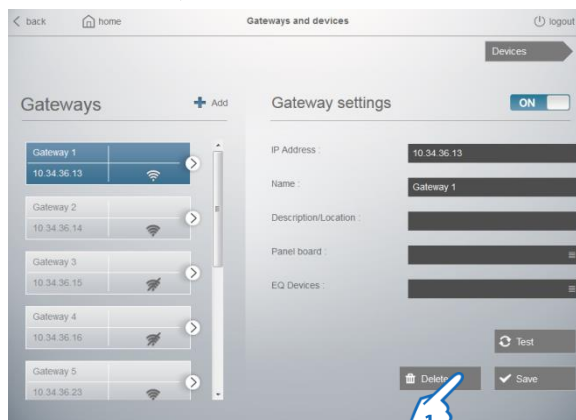 back home Gateways and devices logout
Devices
Gateways Add
Gateway settings ON
Gateway 1
10.34.36.13
Gateway 2
10.34.36.14
Gateway 3
10.34.36.15
Gateway 4
10.34.36.16
Gateway 5
10.34.36.23
IP Address : 10.34.36.13
Name : Gateway 1
Description/Location :
Panel board :
EQ Devices :
Test
Delete Save
1